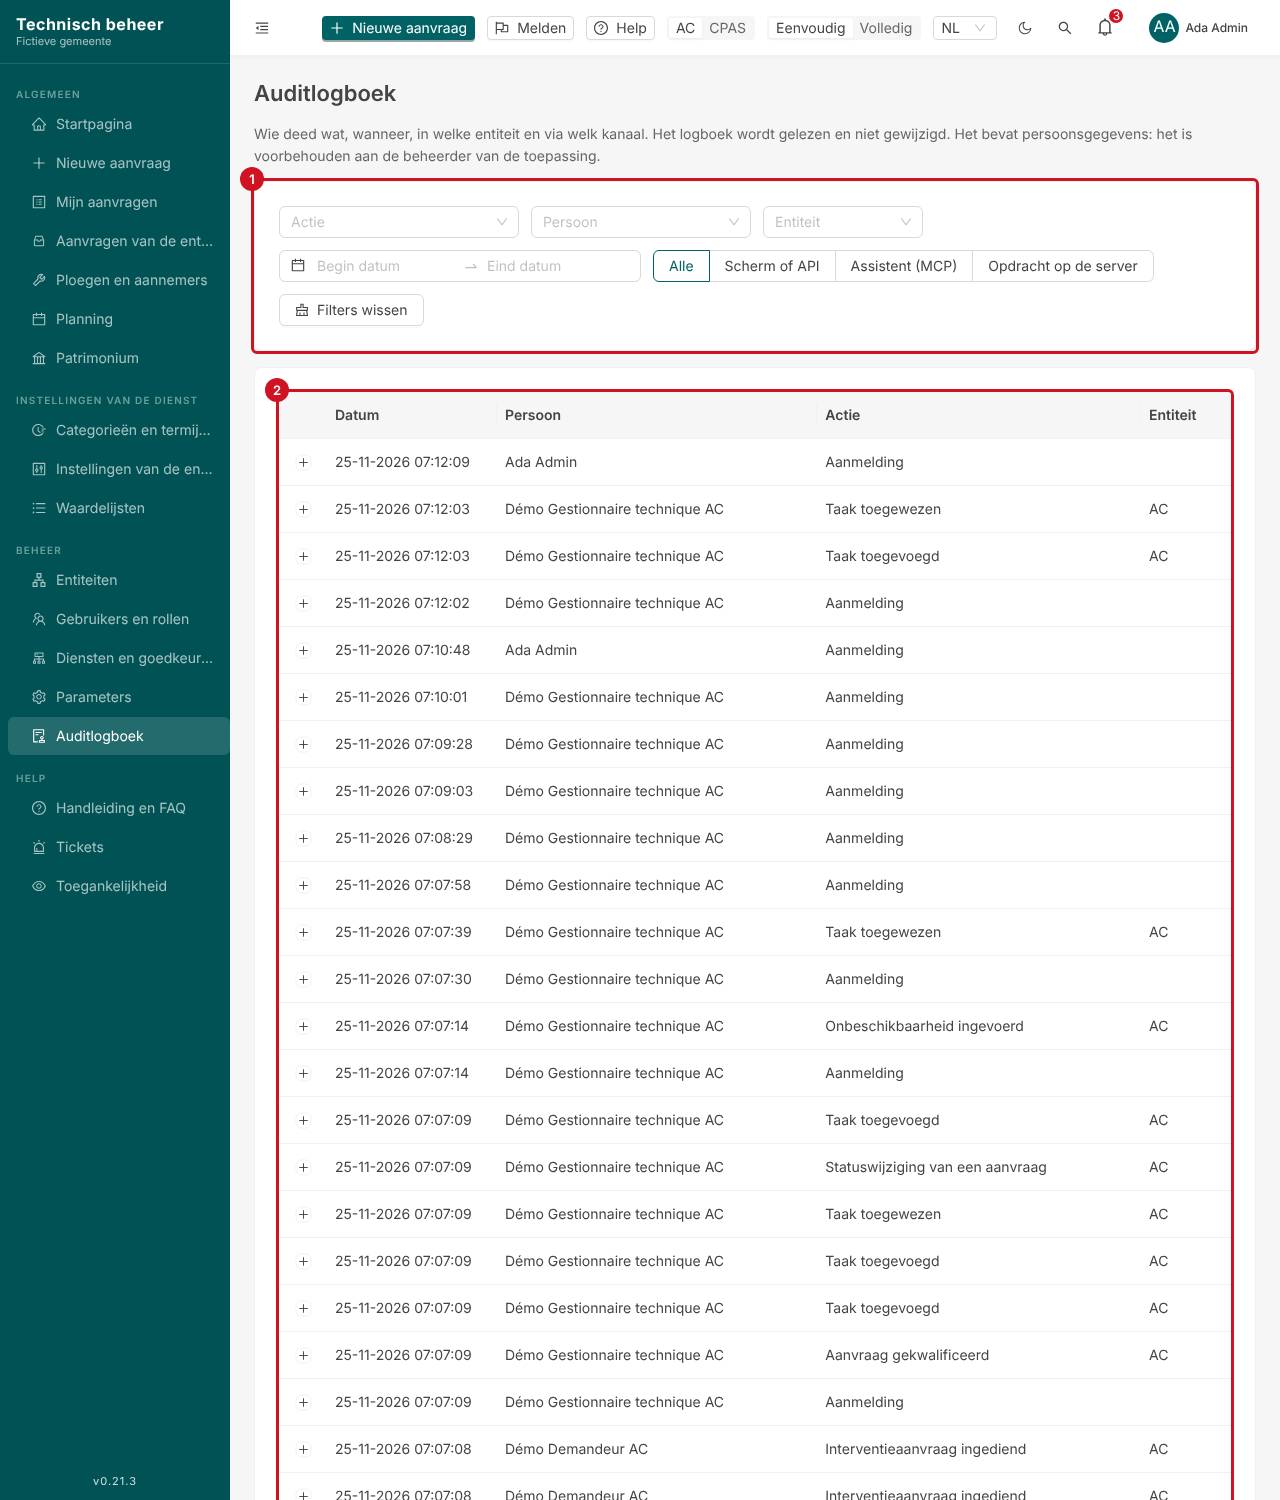 Technisch beheer
Fictieve gemeente
ALGEMEEN
Startpagina
Nieuwe aanvraag
Mijn aanvragen
Aanvragen van de ent...
Ploegen en aannemers
Planning
Patrimonium
INSTELLINGEN VAN DE DIENST
Categorieën en termij...
Instellingen van de en...
Waardelijsten
BEHEER
Entiteiten
Gebruikers en rollen
Diensten en goedkeur...
Parameters
Auditlogboek
HELP
Handleiding en FAQ
Tickets
Toegankelijkheid
v0.21.3
Nieuwe aanvraag Melden Help AC CPAS Eenvoudig Volledig NL 3 AA Ada Admin
Auditlogboek
Wie deed wat, wanneer, in welke entiteit en via welk kanaal. Het logboek wordt gelezen en niet gewijzigd. Het bevat persoonsgegevens: het is
voorbehouden aan de beheerder van de toepassing.
1
Actie Persoon Entiteit
Begin datum Eind datum Alle Scherm of API Assistent (MCP) Opdracht op de server
Filters wissen
2
Datum Persoon Actie Entiteit
25-11-2026 07:12:09 Ada Admin Aanmelding
25-11-2026 07:12:03 Démo Gestionnaire technique AC Taak toegewezen AC
25-11-2026 07:12:03 Démo Gestionnaire technique AC Taak toegevoegd AC
25-11-2026 07:12:02 Démo Gestionnaire technique AC Aanmelding
25-11-2026 07:10:48 Ada Admin Aanmelding
25-11-2026 07:10:01 Démo Gestionnaire technique AC Aanmelding
25-11-2026 07:09:28 Démo Gestionnaire technique AC Aanmelding
25-11-2026 07:09:03 Démo Gestionnaire technique AC Aanmelding
25-11-2026 07:08:29 Démo Gestionnaire technique AC Aanmelding
25-11-2026 07:07:58 Démo Gestionnaire technique AC Aanmelding
25-11-2026 07:07:39 Démo Gestionnaire technique AC Taak toegewezen AC
25-11-2026 07:07:30 Démo Gestionnaire technique AC Aanmelding
25-11-2026 07:07:14 Démo Gestionnaire technique AC Onbeschikbaarheid ingevoerd AC
25-11-2026 07:07:14 Démo Gestionnaire technique AC Aanmelding
25-11-2026 07:07:09 Démo Gestionnaire technique AC Taak toegevoegd AC
25-11-2026 07:07:09 Démo Gestionnaire technique AC Statuswijziging van een aanvraag AC
25-11-2026 07:07:09 Démo Gestionnaire technique AC Taak toegewezen AC
25-11-2026 07:07:09 Démo Gestionnaire technique AC Taak toegevoegd AC
25-11-2026 07:07:09 Démo Gestionnaire technique AC Taak toegevoegd AC
25-11-2026 07:07:09 Démo Gestionnaire technique AC Aanvraag gekwalificeerd AC
25-11-2026 07:07:09 Démo Gestionnaire technique AC Aanmelding
25-11-2026 07:07:08 Démo Demandeur AC Interventieaanvraag ingediend AC
25-11-2026 07:07:08 Démo Demandeur AC Interventieaanvraag ingediend AC